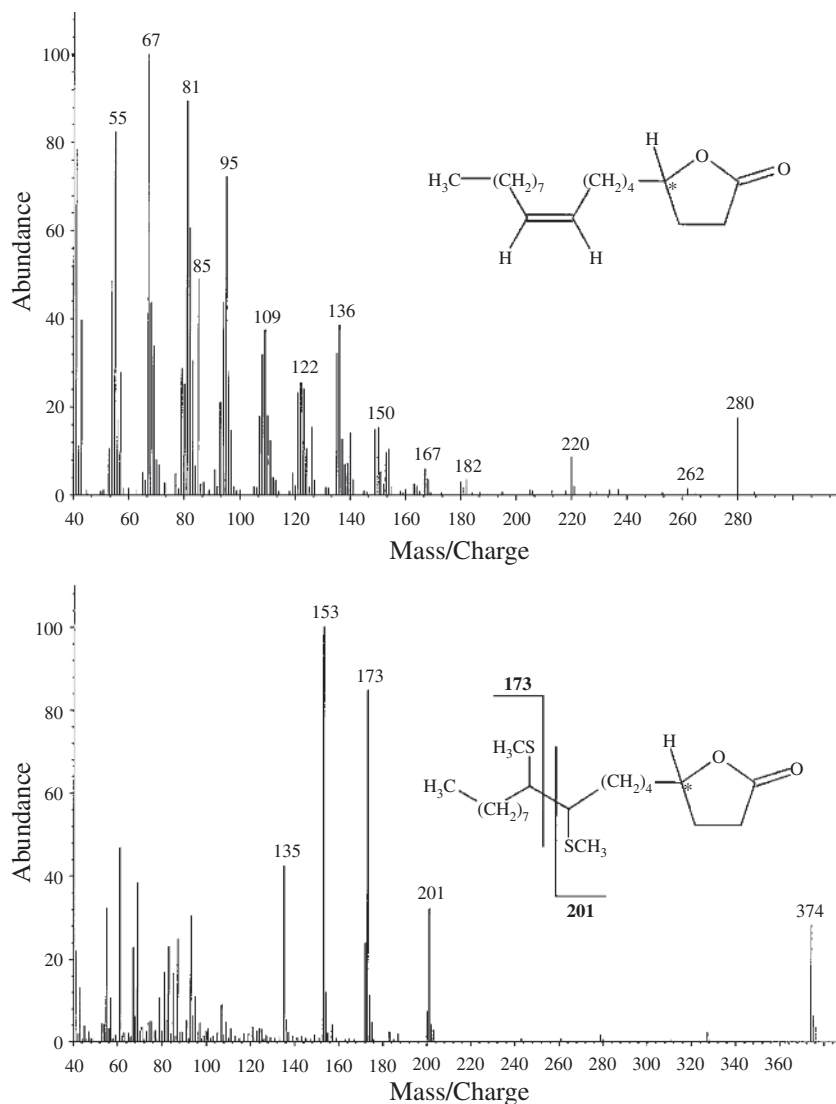 100
80
60
40
20
0
Abundance
67
81
55
95
85
109
136
122
150
167
182
220
262
280
H
O
O
*
H₃C
(CH₂)₇
(CH₂)₄
H
H
40 60 80 100 120 140 160 180 200 220 240 260 280
Mass/Charge
100
80
60
40
20
0
Abundance
153
173
135
201
374
173
H₃CS
H
O
O
*
(CH₂)₄
H₃C
(CH₂)₇
SCH₃
201
40 60 80 100 120 140 160 180 200 220 240 260 280 300 320 340 360
Mass/Charge